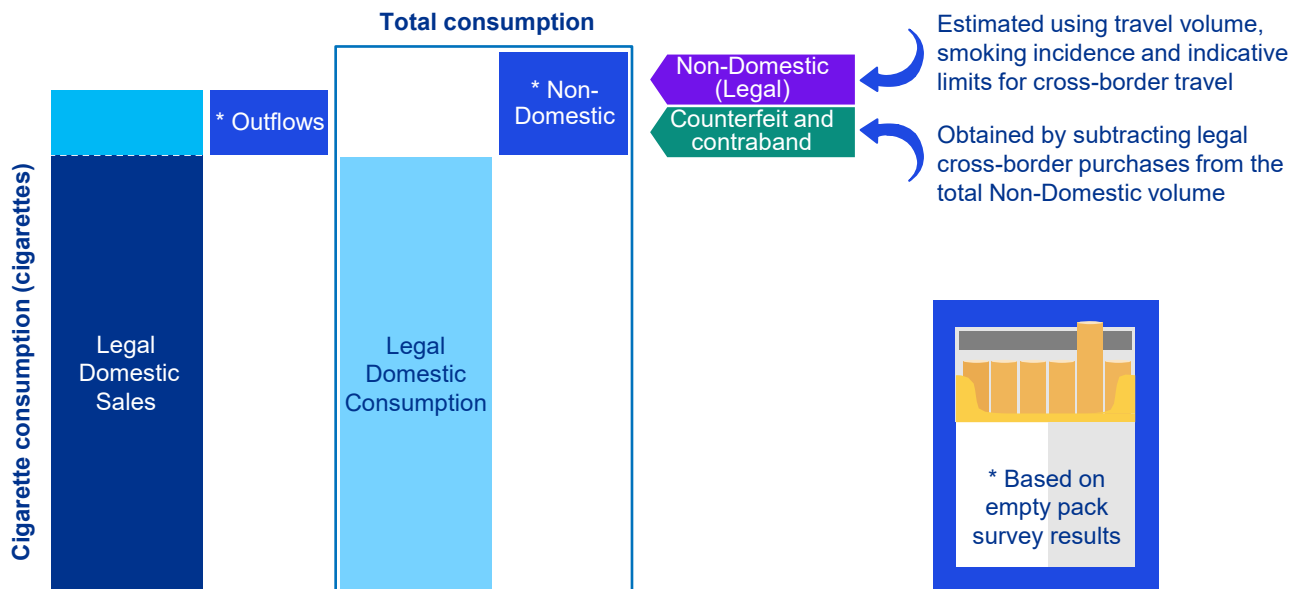 Total consumption
Cigarette consumption (cigarettes)
Legal
Domestic
Sales
* Outflows
Legal
Domestic
Consumption
* Non-
Domestic
Non-Domestic
(Legal)
Counterfeit and
contraband
Estimated using travel volume,
smoking incidence and indicative
limits for cross-border travel
Obtained by subtracting legal
cross-border purchases from the
total Non-Domestic volume
* Based on
empty pack
survey results